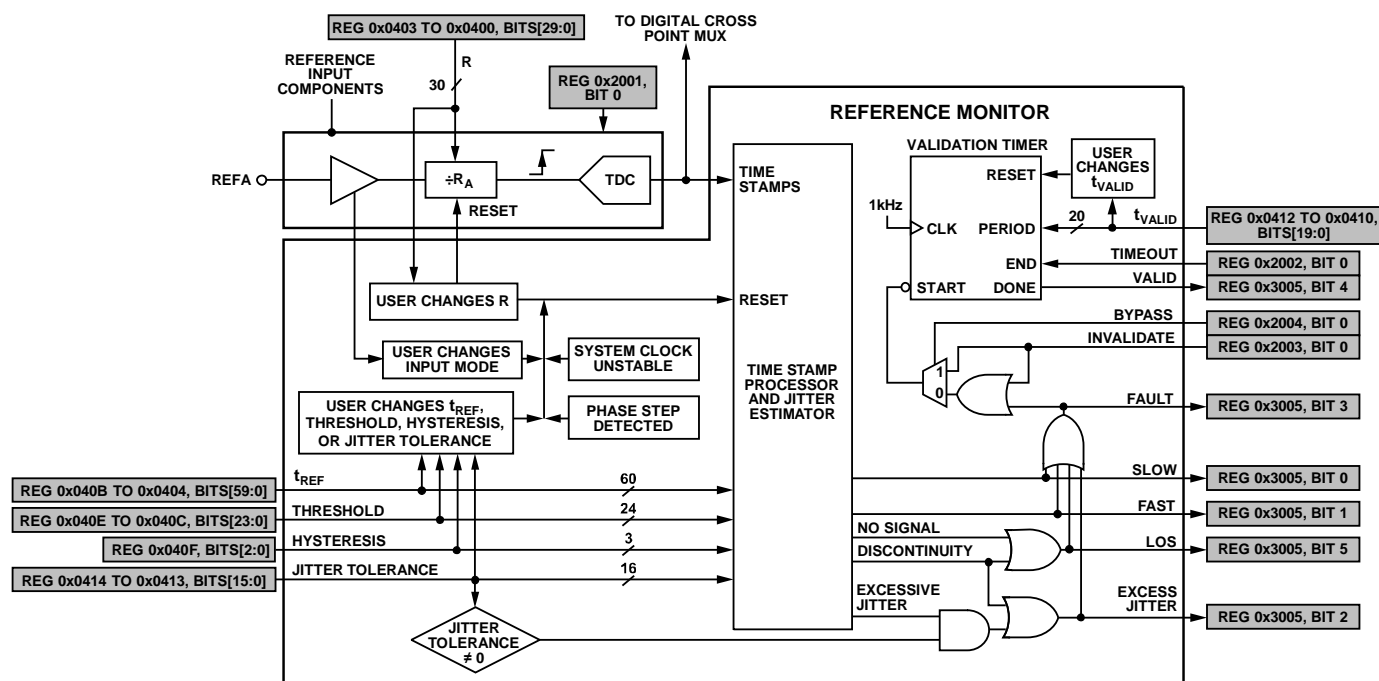 REG 0x0403 TO 0x0400, BITS[29:0]
TO DIGITAL CROSS
POINT MUX
REFERENCE
INPUT
COMPONENTS
R
30
REG 0x2001,
BIT 0
REFERENCE MONITOR
REFA
÷RA
TDC
RESET
TIME
STAMPS
VALIDATION TIMER
RESET
USER
CHANGES
tVALID
1kHz
CLK
PERIOD
20
tVALID
REG 0x0412 TO 0x0410,
BITS[19:0]
END
TIMEOUT
REG 0x2002, BIT 0
START
DONE
VALID
REG 0x3005, BIT 4
USER CHANGES R
RESET
BYPASS
REG 0x2004, BIT 0
INVALIDATE
REG 0x2003, BIT 0
USER CHANGES
INPUT MODE
SYSTEM CLOCK
UNSTABLE
1
0
TIME STAMP
PROCESSOR
AND JITTER
ESTIMATOR
USER CHANGES tREF,
THRESHOLD, HYSTERESIS,
OR JITTER TOLERANCE
PHASE STEP
DETECTED
FAULT
REG 0x3005, BIT 3
tREF
60
REG 0x040B TO 0x0404, BITS[59:0]
SLOW
REG 0x3005, BIT 0
THRESHOLD
24
REG 0x040E TO 0x040C, BITS[23:0]
FAST
REG 0x3005, BIT 1
HYSTERESIS
3
REG 0x040F, BITS[2:0]
NO SIGNAL
DISCONTINUITY
LOS
REG 0x3005, BIT 5
JITTER TOLERANCE
16
REG 0x0414 TO 0x0413, BITS[15:0]
EXCESSIVE
JITTER
EXCESS
JITTER
REG 0x3005, BIT 2
JITTER
TOLERANCE
≠ 0